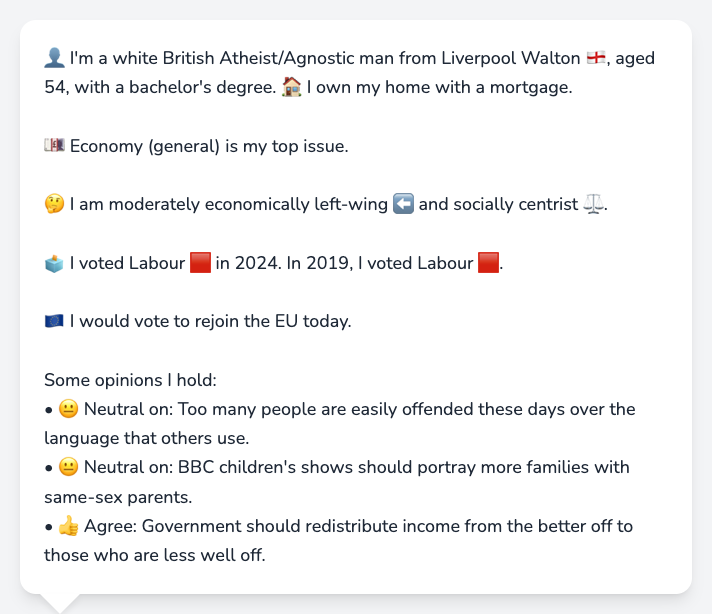 👤 I'm a white British Atheist/Agnostic man from Liverpool Walton 🏴󠁧󠁢󠁥󠁮󠁧󠁿, aged
54, with a bachelor's degree. 🏠 I own my home with a mortgage.
💷 Economy (general) is my top issue.
🤔 I am moderately economically left-wing ⬅️ and socially centrist ⚖️.
🗳️ I voted Labour 🟥 in 2024. In 2019, I voted Labour 🟥.
🇪🇺 I would vote to rejoin the EU today.
Some opinions I hold:
• 😐 Neutral on: Too many people are easily offended these days over the
language that others use.
• 😐 Neutral on: BBC children's shows should portray more families with
same-sex parents.
• 👍 Agree: Government should redistribute income from the better off to
those who are less well off.